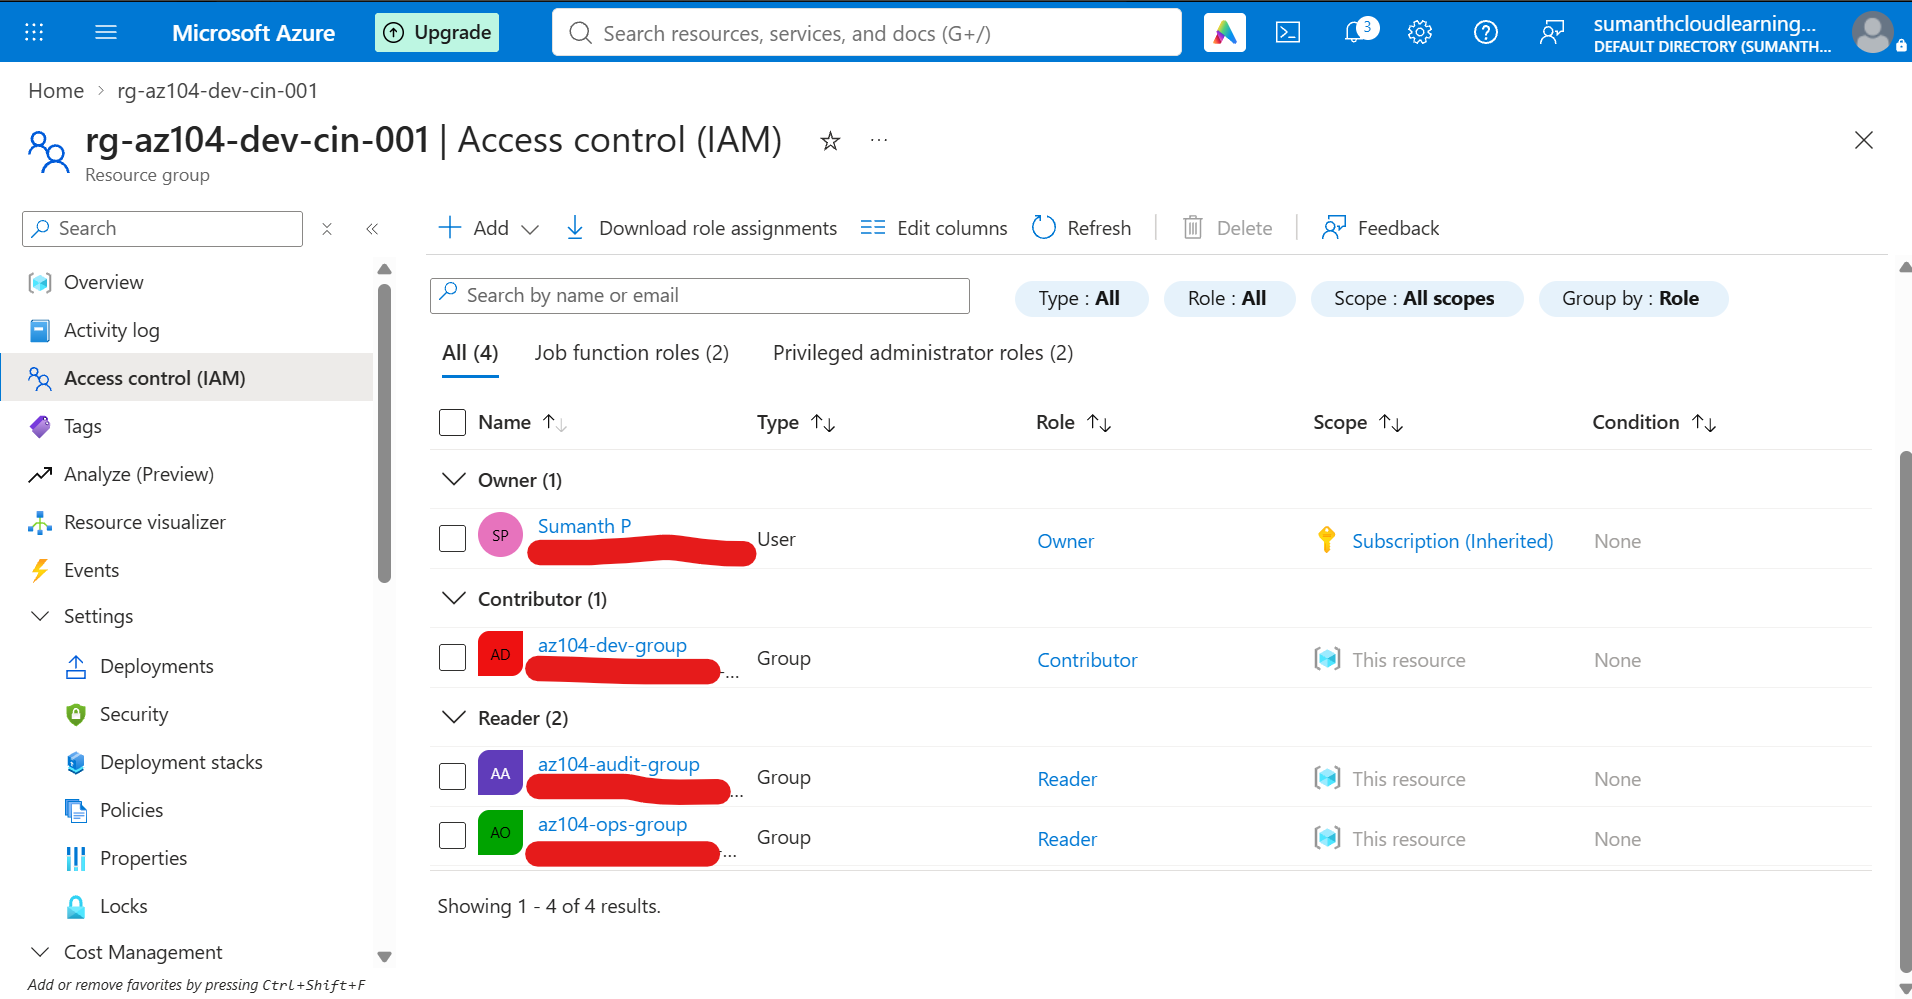 Microsoft Azure
Upgrade
Search resources, services, and docs (G+/)
3
sumanthcloudlearning...
DEFAULT DIRECTORY (SUMANTH...
Home > rg-az104-dev-cin-001
rg-az104-dev-cin-001 | Access control (IAM)
...
Resource group
Search
Add
Download role assignments
Edit columns
Refresh
Delete
Feedback
Overview
Activity log
Access control (IAM)
Tags
Analyze (Preview)
Resource visualizer
Events
Settings
Deployments
Security
Deployment stacks
Policies
Properties
Locks
Cost Management
Add or remove favorites by pressing Ctrl+Shift+F
Search by name or email
Type : All
Role : All
Scope : All scopes
Group by : Role
All (4)
Job function roles (2)
Privileged administrator roles (2)
Name
Type
Role
Scope
Condition
Owner (1)
SP
Sumanth P
User
Owner
Subscription (Inherited)
None
Contributor (1)
AD
az104-dev-group
...
Group
Contributor
This resource
None
Reader (2)
AA
az104-audit-group
...
Group
Reader
This resource
None
AO
az104-ops-group
...
Group
Reader
This resource
None
Showing 1 - 4 of 4 results.